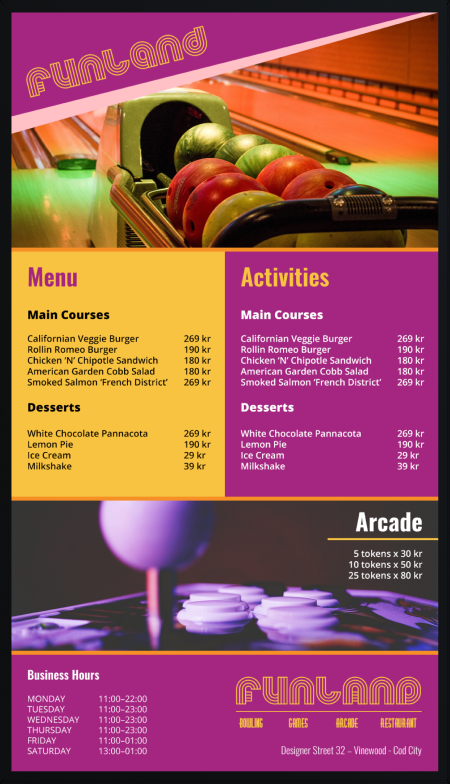 FUNLAND
Menu
Main Courses
Californian Veggie Burger 269 kr
Rollin Romeo Burger 190 kr
Chicken ‘N’ Chipotle Sandwich 180 kr
American Garden Cobb Salad 180 kr
Smoked Salmon ‘French District’ 269 kr
Desserts
White Chocolate Pannacota 269 kr
Lemon Pie 190 kr
Ice Cream 29 kr
Milkshake 39 kr
Activities
Main Courses
Californian Veggie Burger 269 kr
Rollin Romeo Burger 190 kr
Chicken ‘N’ Chipotle Sandwich 180 kr
American Garden Cobb Salad 180 kr
Smoked Salmon ‘French District’ 269 kr
Desserts
White Chocolate Pannacota 269 kr
Lemon Pie 190 kr
Ice Cream 29 kr
Milkshake 39 kr
Arcade
5 tokens x 30 kr
10 tokens x 50 kr
25 tokens x 80 kr
Business Hours
MONDAY 11:00–22:00
TUESDAY 11:00–23:00
WEDNESDAY 11:00–23:00
THURSDAY 11:00–23:00
FRIDAY 11:00–01:00
SATURDAY 13:00–01:00
FUNLAND
BOWLING GAMES ARCADE RESTAURANT
Designer Street 32 – Vinewood - Cod City